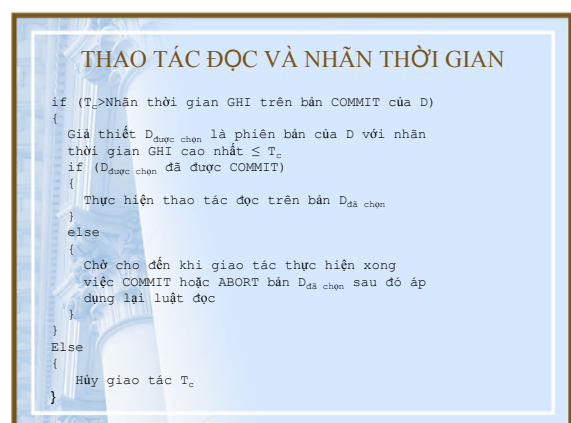 THAO TÁC ĐỌC VÀ NHÃN THỜI GIAN
if (Tc>Nhãn thời gian GHI trên bản COMMIT của D)
{
Giả thiết Dđược chọn là phiên bản của D với nhãn
thời gian GHI cao nhất ≤ Tc
if (Dđược chọn đã được COMMIT)
{
Thực hiện thao tác đọc trên bản Dđã chọn
}
else
{
Chờ cho đến khi giao tác thực hiện xong
việc COMMIT hoặc ABORT bản Dđã chọn sau đó áp
dụng lại luật đọc
}
}
Else
{
Hủy giao tác Tc
}